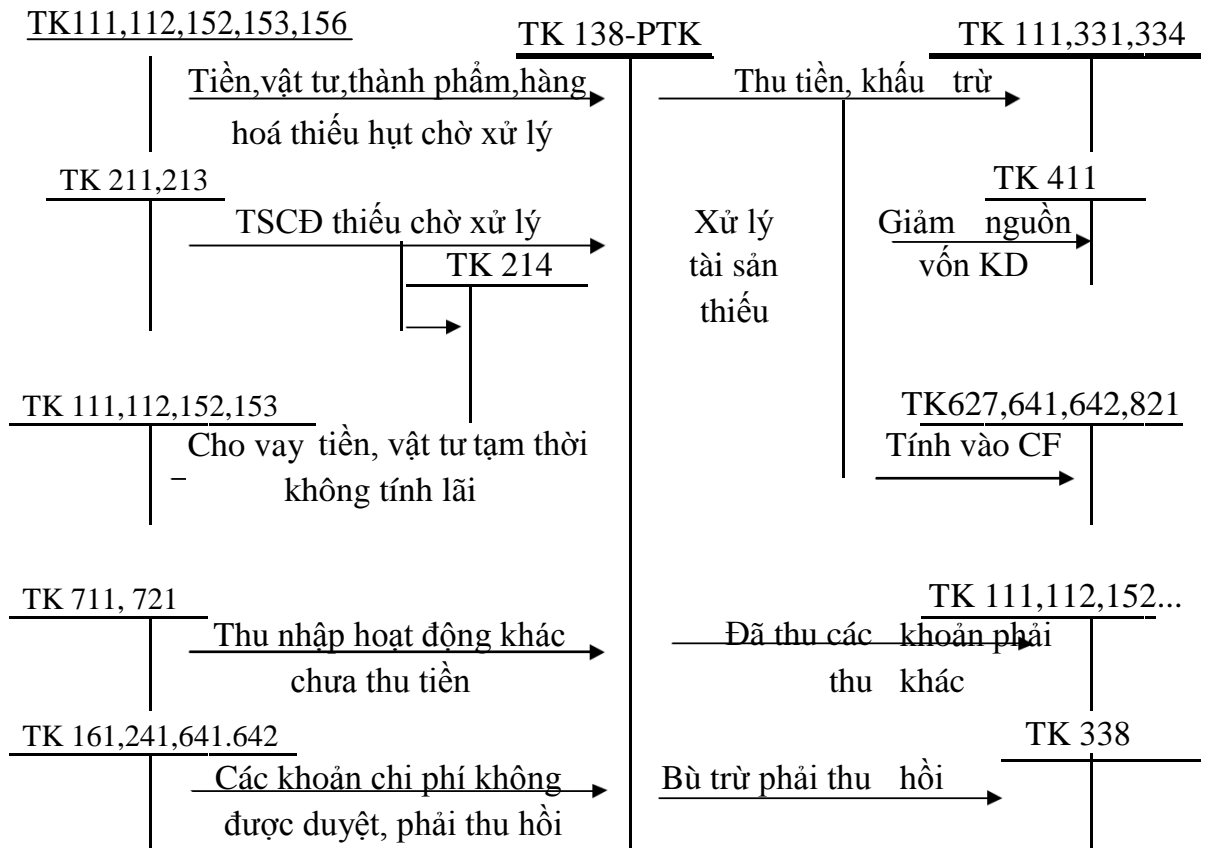 TK111,112,152,153,156
TK 138-PTK
TK 111,331,334
Tiền,vật tư,thành phẩm,hàng
hoá thiếu hụt chờ xử lý
Thu tiền, khấu trừ
TK 211,213
TK 411
TSCĐ thiếu chờ xử lý
TK 214
Xử lý
tài sản
thiếu
Giảm nguồn
vốn KD
TK 111,112,152,153
TK627,641,642,821
Cho vay tiền, vật tư tạm thời
không tính lãi
Tính vào CF
TK 711, 721
TK 111,112,152...
Thu nhập hoạt động khác
chưa thu tiền
Đã thu các khoản phải
thu khác
TK 161,241,641.642
TK 338
Các khoản chi phí không
được duyệt, phải thu hồi
Bù trừ phải thu hồi